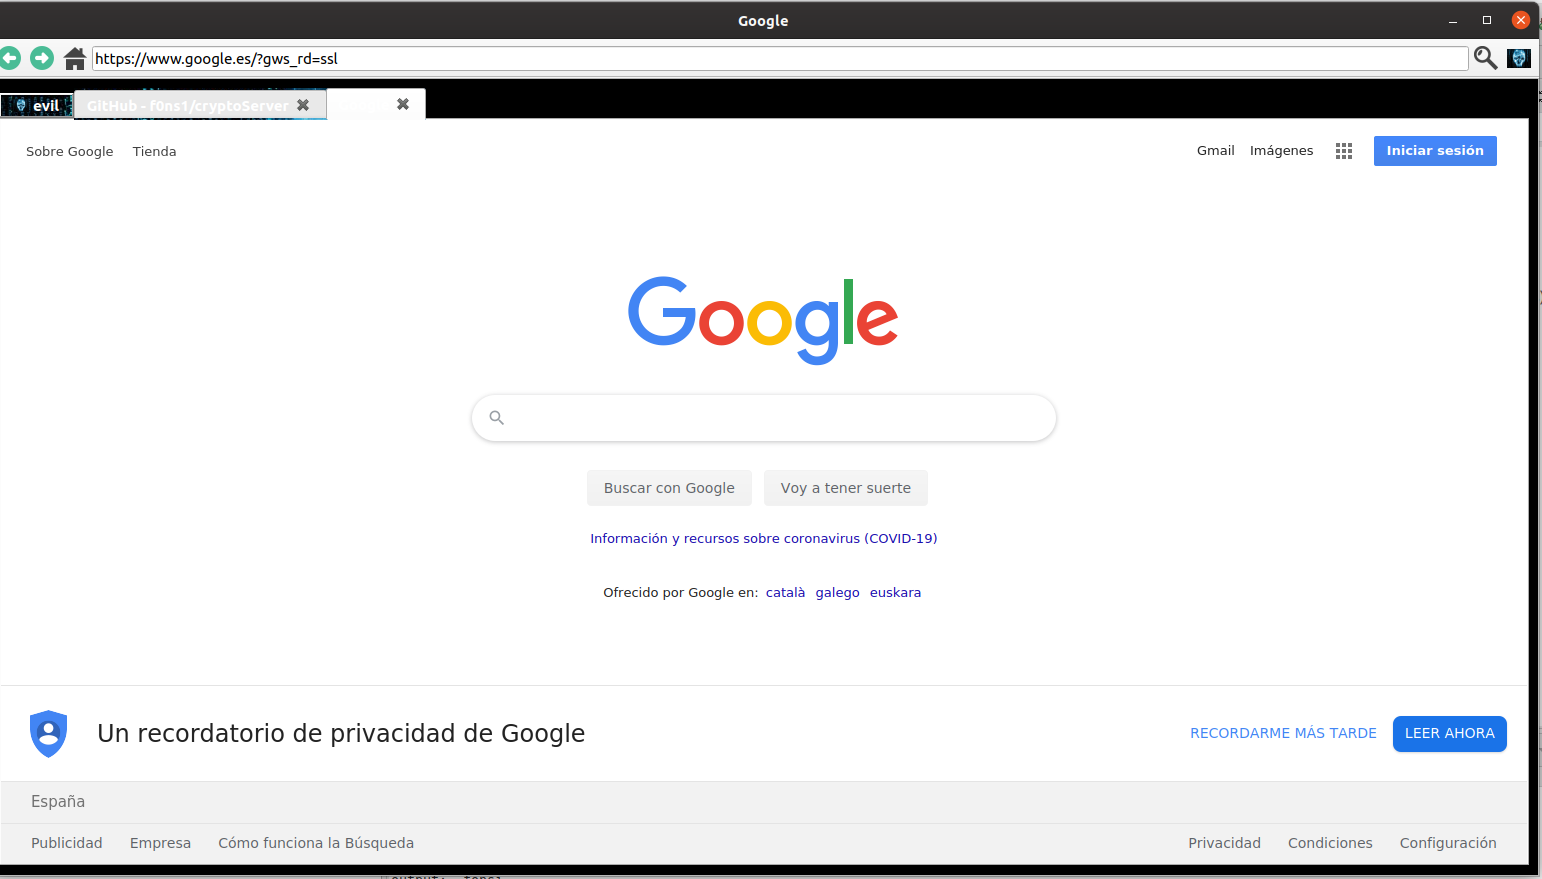 Google
https://www.google.es/?gws_rd=ssl
evil GitHub - f0ns1/cryptoServer
Sobre Google Tienda Gmail Imágenes Iniciar sesión
Google
Buscar con Google Voy a tener suerte
Información y recursos sobre coronavirus (COVID-19)
Ofrecido por Google en: català galego euskara
Un recordatorio de privacidad de Google RECORDARME MÁS TARDE LEER AHORA
España
Publicidad Empresa Cómo funciona la Búsqueda Privacidad Condiciones Configuración